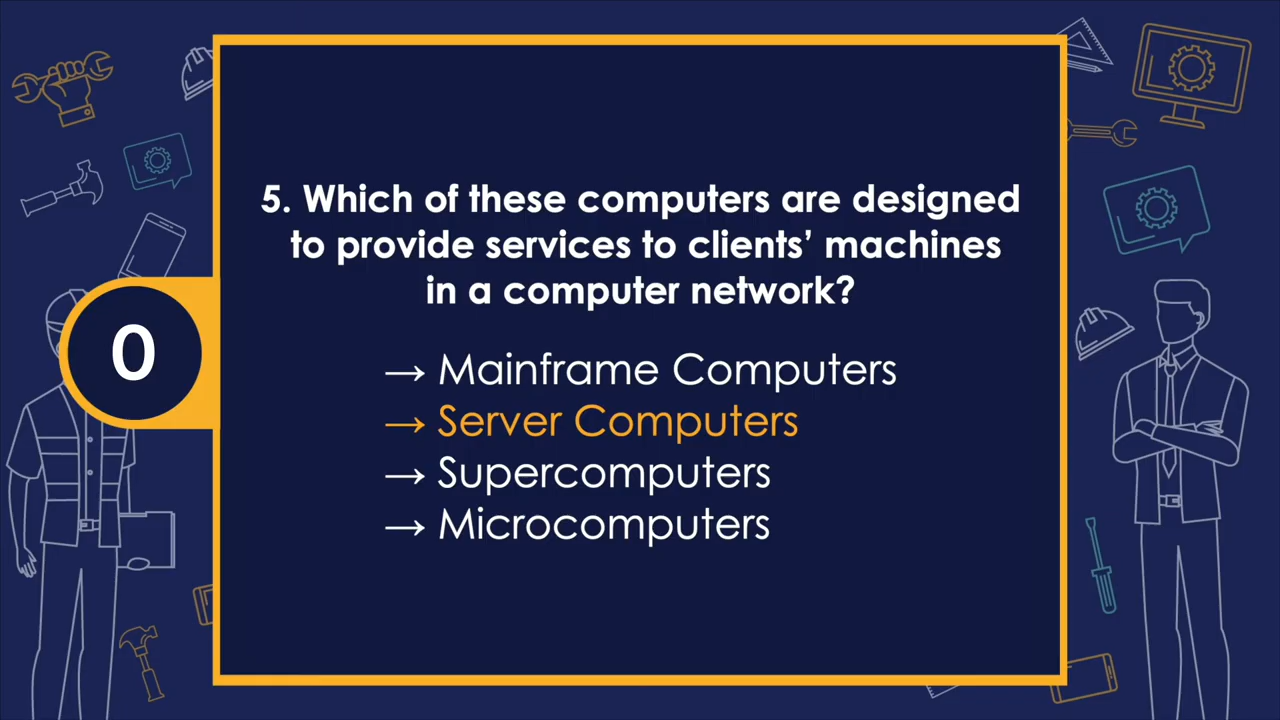 5. Which of these computers are designed
to provide services to clients’ machines
in a computer network?
0
→ Mainframe Computers
→ Server Computers
→ Supercomputers
→ Microcomputers